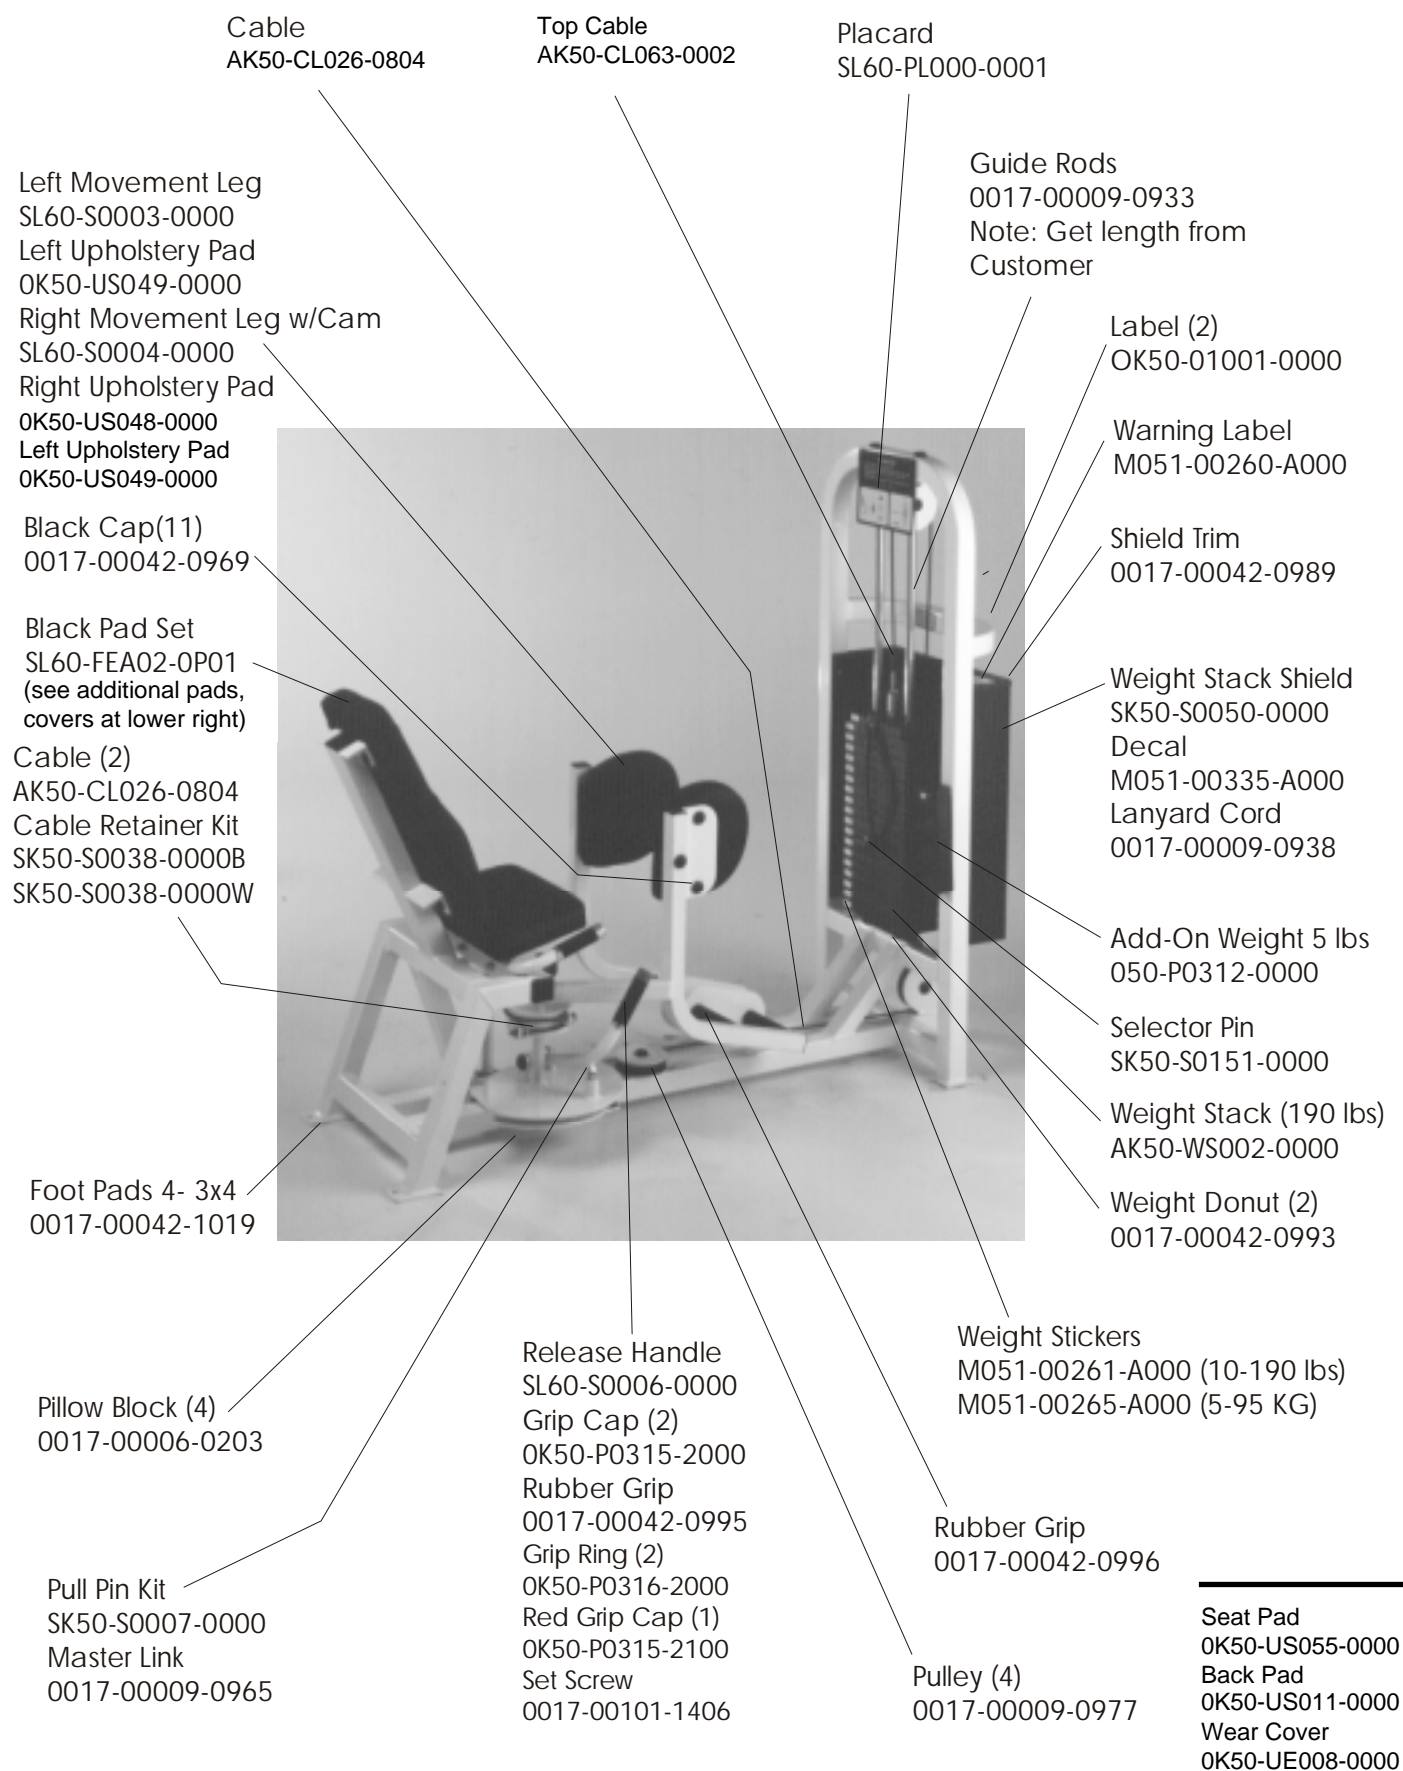 Cable
AK50-CL026-0804
Top Cable
AK50-CL063-0002
Placard
SL60-PL000-0001
Guide Rods
0017-00009-0933
Note: Get length from
Customer
Left Movement Leg
SL60-S0003-0000
Left Upholstery Pad
0K50-US049-0000
Right Movement Leg w/Cam
SL60-S0004-0000
Right Upholstery Pad
0K50-US048-0000
Left Upholstery Pad
0K50-US049-0000
Black Cap(11)
0017-00042-0969
Black Pad Set
SL60-FEA02-0P01
(see additional pads,
covers at lower right)
Cable (2)
AK50-CL026-0804
Cable Retainer Kit
SK50-S0038-0000B
SK50-S0038-0000W
Foot Pads 4- 3x4
0017-00042-1019
Pillow Block (4)
0017-00006-0203
Pull Pin Kit
SK50-S0007-0000
Master Link
0017-00009-0965
Release Handle
SL60-S0006-0000
Grip Cap (2)
0K50-P0315-2000
Rubber Grip
0017-00042-0995
Grip Ring (2)
0K50-P0316-2000
Red Grip Cap (1)
0K50-P0315-2100
Set Screw
0017-00101-1406
Label (2)
OK50-01001-0000
Warning Label
M051-00260-A000
Shield Trim
0017-00042-0989
Weight Stack Shield
SK50-S0050-0000
Decal
M051-00335-A000
Lanyard Cord
0017-00009-0938
Add-On Weight 5 lbs
050-P0312-0000
Selector Pin
SK50-S0151-0000
Weight Stack (190 lbs)
AK50-WS002-0000
Weight Donut (2)
0017-00042-0993
Weight Stickers
M051-00261-A000 (10-190 lbs)
M051-00265-A000 (5-95 KG)
Rubber Grip
0017-00042-0996
Pulley (4)
0017-00009-0977
Seat Pad
0K50-US055-0000
Back Pad
0K50-US011-0000
Wear Cover
0K50-UE008-0000